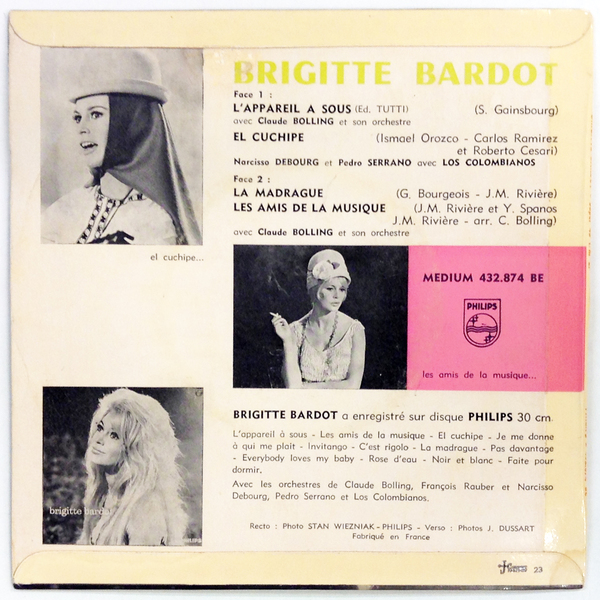 BRIGITTE BARDOT
Face 1 :
L'APPAREIL A SOUS (Ed. TUTTI) (S. Gainsbourg)
avec Claude BOLLING et son orchestre
EL CUCHIPE (Ismael Orozco - Carlos Ramirez
et Roberto Cesari)
Narcisso DEBOURG et Pedro SERRANO avec LOS COLOMBIANOS
Face 2 :
LA MADRAGUE (G. Bourgeois - J.M. Rivière)
LES AMIS DE LA MUSIQUE (J.M. Rivière et Y. Spanos
J.M. Rivière - arr. C. Bolling)
avec Claude BOLLING et son orchestre
el cuchipe...
MEDIUM 432.874 BE
PHILIPS
les amis de la musique...
brigitte bardot
BRIGITTE BARDOT a enregistré sur disque PHILIPS 30 cm.
L'appareil à sous - Les amis de la musique - El cuchipe - Je me donne
à qui me plait - Invitango - C'est rigolo - La madrague - Pas davantage
- Everybody loves my baby - Rose d'eau - Noir et blanc - Faite pour
dormir.
Avec les orchestres de Claude Bolling, François Rauber et Narcisso
Debourg, Pedro Serrano et Los Colombianos.
Recto : Photo STAN WIEZNIAK-PHILIPS - Verso : Photos J. DUSSART
Fabriqué en France
23